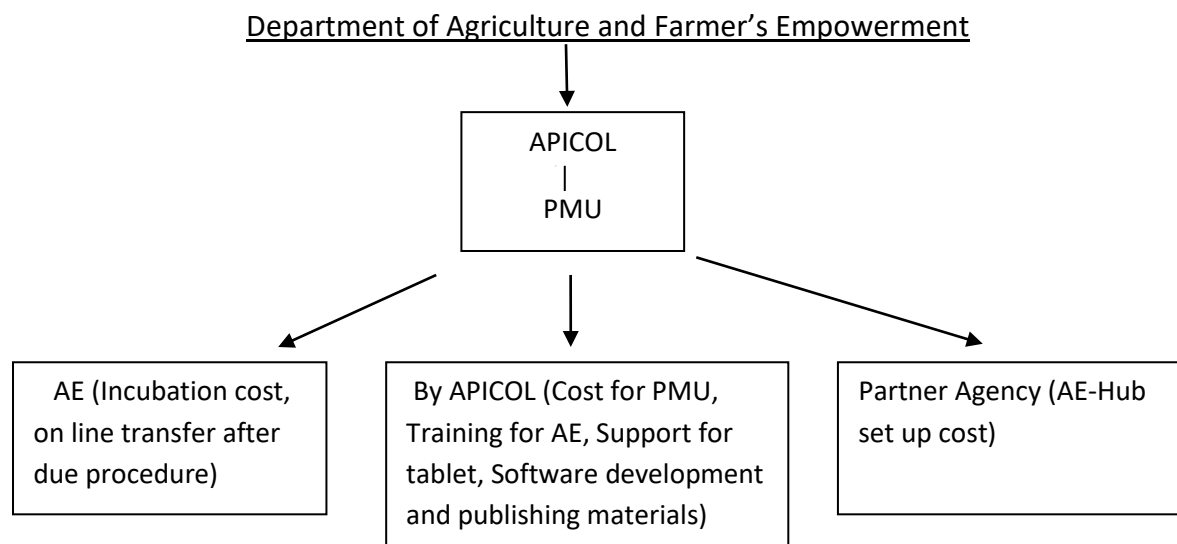 Department of Agriculture and Farmer’s Empowerment
APICOL
PMU
AE (Incubation cost,
on line transfer after
due procedure)
By APICOL (Cost for PMU,
Training for AE, Support for
tablet, Software development
and publishing materials)
Partner Agency (AE-Hub
set up cost)